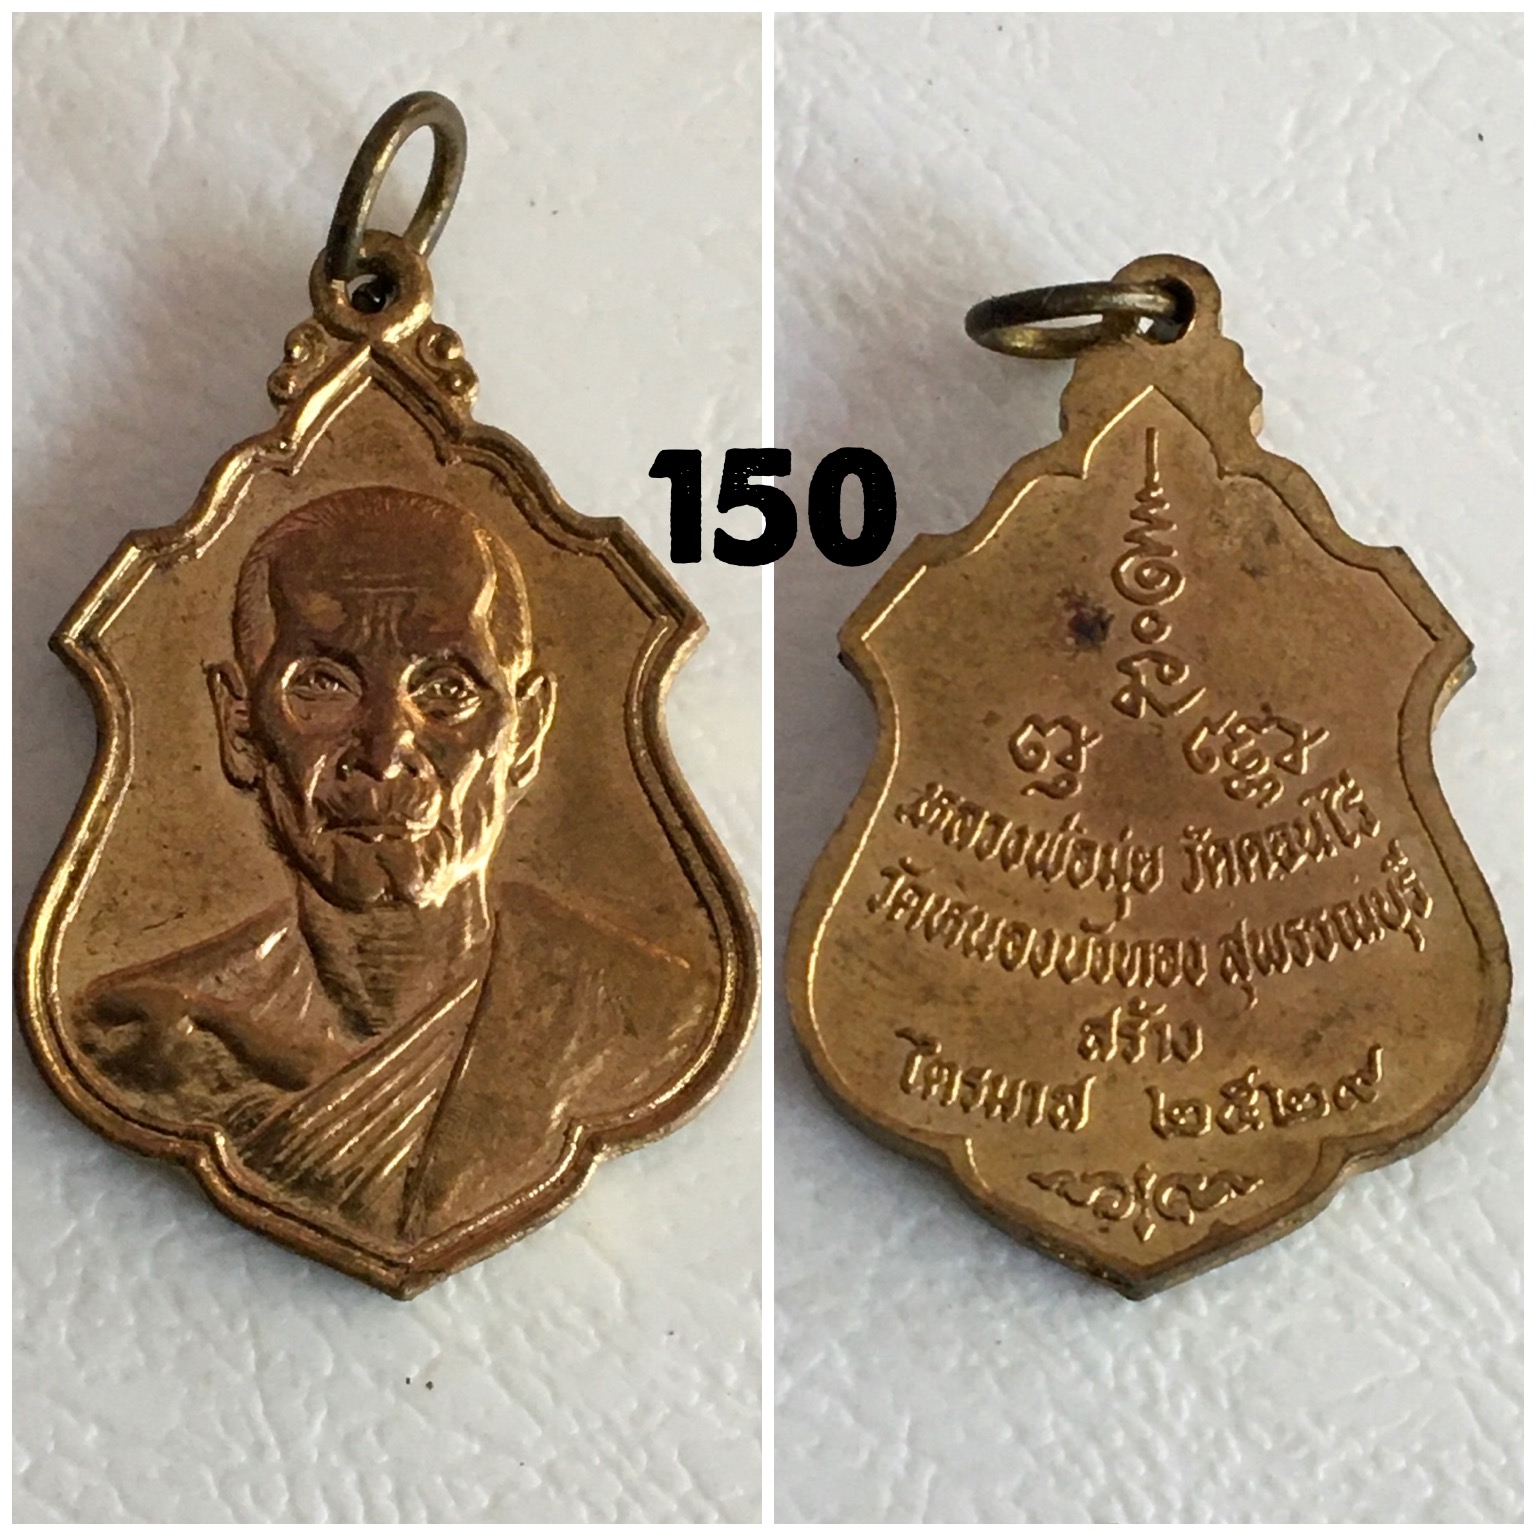 150
หลวงพ่อมุ่ย วัดดอนไร่
วัดหนองบัวทอง สุพรรณบุรี
สร้าง
ไตรมาส ๒๕๒๙